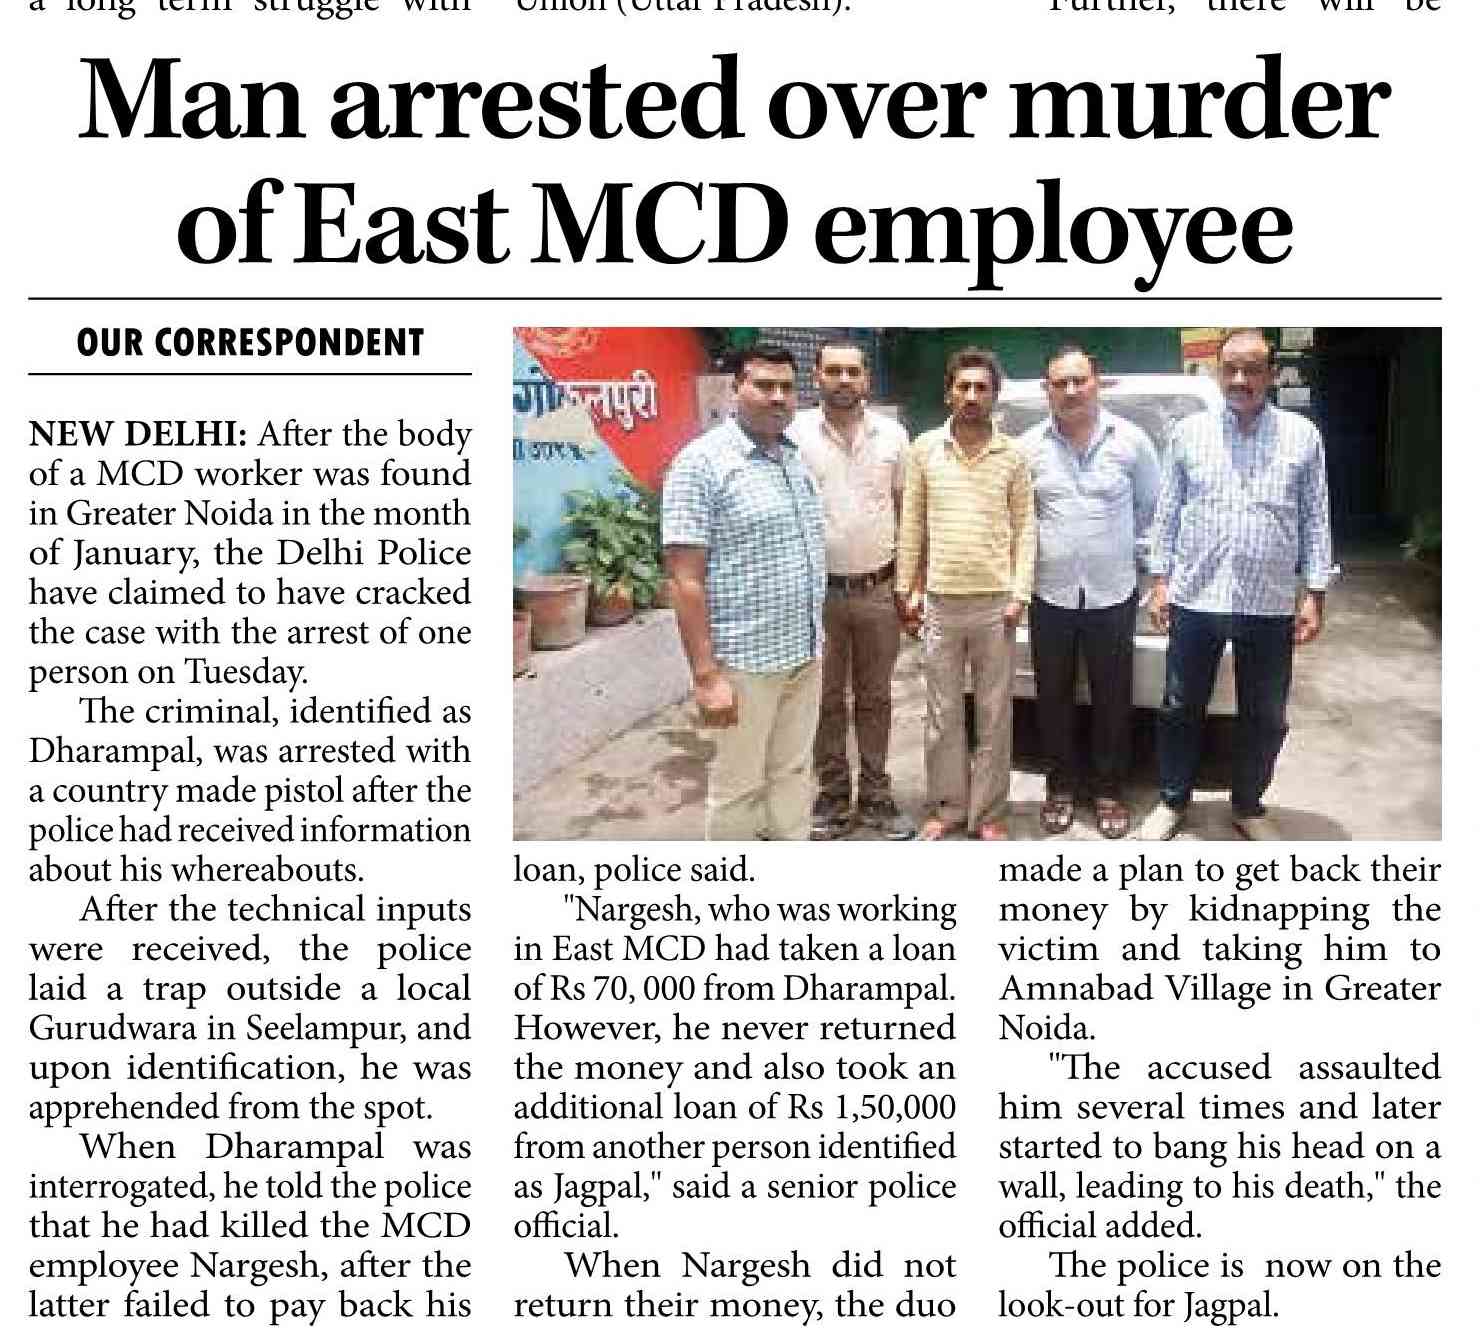 a long term struggle with
Union (Uttar Pradesh).
Further, there will be
Man arrested over murder
of East MCD employee
OUR CORRESPONDENT
NEW DELHI: After the body
of a MCD worker was found
in Greater Noida in the month
of January, the Delhi Police
have claimed to have cracked
the case with the arrest of one
person on Tuesday.
The criminal, identified as
Dharampal, was arrested with
a country made pistol after the
police had received information
about his whereabouts.
After the technical inputs
were received, the police
laid a trap outside a local
Gurudwara in Seelampur, and
upon identification, he was
apprehended from the spot.
When Dharampal was
interrogated, he told the police
that he had killed the MCD
employee Nargesh, after the
latter failed to pay back his
गोकलपुरी
loan, police said.
"Nargesh, who was working
in East MCD had taken a loan
of Rs 70, 000 from Dharampal.
However, he never returned
the money and also took an
additional loan of Rs 1,50,000
from another person identified
as Jagpal," said a senior police
official.
When Nargesh did not
return their money, the duo
made a plan to get back their
money by kidnapping the
victim and taking him to
Amnabad Village in Greater
Noida.
"The accused assaulted
him several times and later
started to bang his head on a
wall, leading to his death," the
official added.
The police is now on the
look-out for Jagpal.